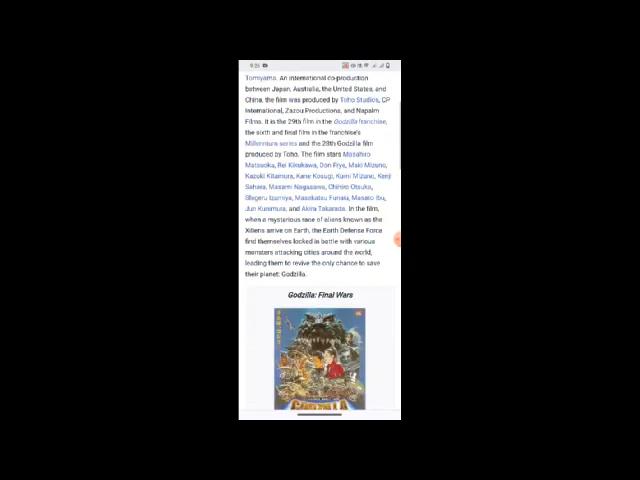 9:26
Tomiyama. An international co-production
between Japan, Australia, the United States, and
China, the film was produced by Toho Studios, CP
International, Zazou Productions, and Napalm
Films. It is the 29th film in the Godzilla franchise,
the sixth and final film in the franchise's
Millennium series and the 28th Godzilla film
produced by Toho. The film stars Masahiro
Matsuoka, Rei Kikukawa, Don Frye, Maki Mizuno,
Kazuki Kitamura, Kane Kosugi, Kumi Mizuno, Kenji
Sahara, Masami Nagasawa, Chihiro Otsuka,
Shigeru Izumiya, Masakatsu Funaki, Masato Ibu,
Jun Kunimura, and Akira Takarada. In the film,
when a mysterious race of aliens known as the
Xiliens arrive on Earth, the Earth Defense Force
find themselves locked in battle with various
monsters attacking cities around the world,
leading them to revive the only chance to save
their planet: Godzilla.
Godzilla: Final Wars
GODZILLA